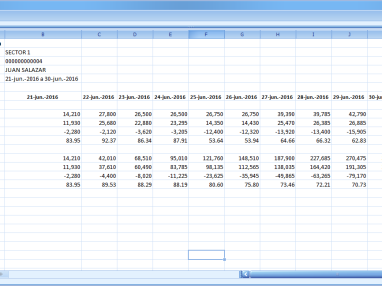 B C D E F G H I J
SECTOR 1
000000000004
JUAN SALAZAR
21-jun.-2016 a 30-jun.-2016
21-jun.-2016 22-jun.-2016 23-jun.-2016 24-jun.-2016 25-jun.-2016 26-jun.-2016 27-jun.-2016 28-jun.-2016 29-jun.-2016 30-ju
14,210 27,800 26,500 26,500 26,750 26,750 39,390 39,785 42,790
11,930 25,680 22,880 23,295 14,350 14,430 25,470 26,385 26,885
-2,280 -2,120 -3,620 -3,205 -12,400 -12,320 -13,920 -13,400 -15,905
83.95 92.37 86.34 87.91 53.64 53.94 64.66 66.32 62.83
14,210 42,010 68,510 95,010 121,760 148,510 187,900 227,685 270,475
11,930 37,610 60,490 83,785 98,135 112,565 138,035 164,420 191,305
-2,280 -4,400 -8,020 -11,225 -23,625 -35,945 -49,865 -63,265 -79,170
83.95 89.53 88.29 88.19 80.60 75.80 73.46 72.21 70.73